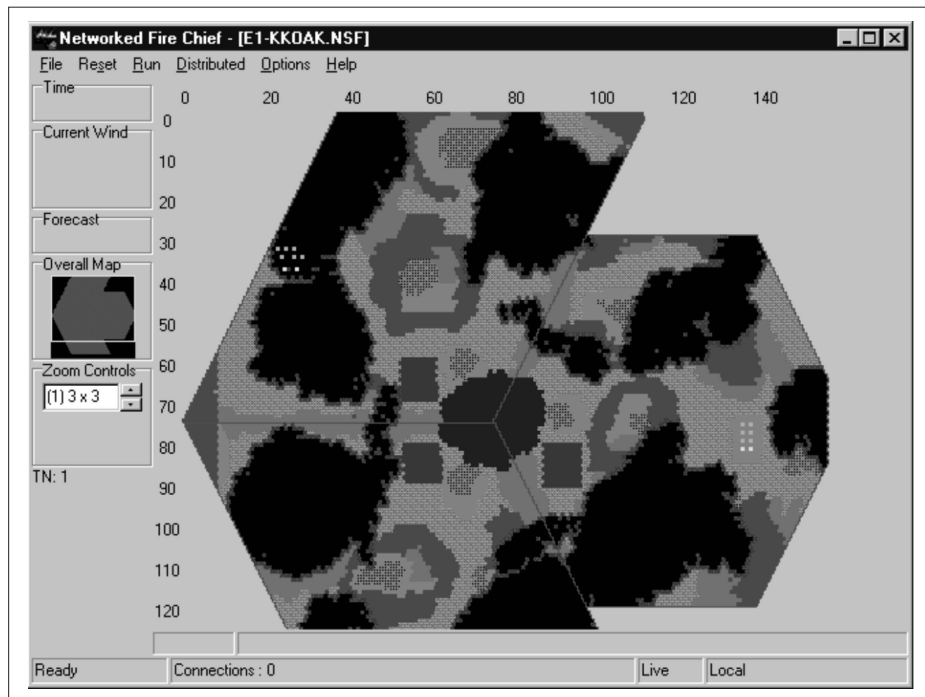 Networked Fire Chief - [E1-KKOAK.NSF]
File Reset Run Distributed Options Help
Time
Current Wind
Forecast
Overall Map
Zoom Controls
(1) 3 x 3
TN: 1
0 20 40 60 80 100 120 140
0
10
20
30
40
50
60
70
80
90
100
110
120
Ready Connections : 0 Live Local